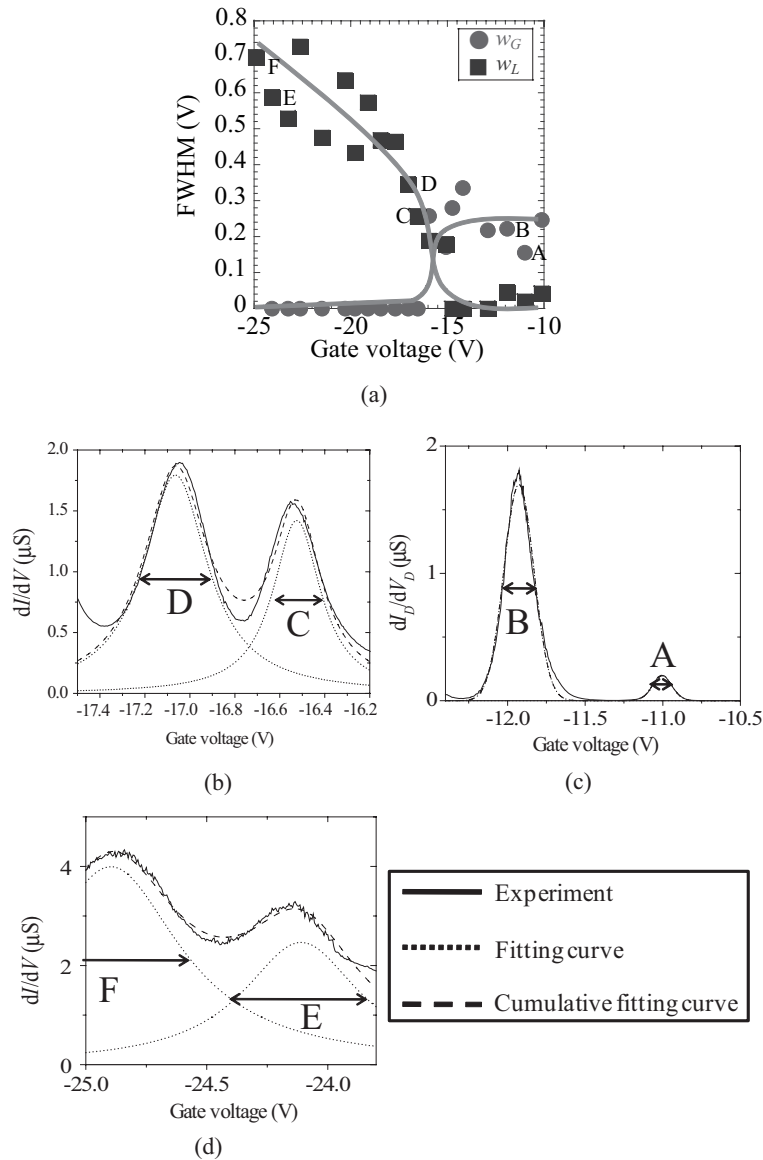 FWHM (V)
0.8
0.7
0.6
0.5
0.4
0.3
0.2
0.1
0
w_G
w_L
F
E
D
C
B
A
-25 -20 -15 -10
Gate voltage (V)
(a)
dI/dV (μS)
2.0
1.5
1.0
0.5
0.0
D
C
-17.4 -17.2 -17.0 -16.8 -16.6 -16.4 -16.2
Gate voltage (V)
(b)
dI_D/dV_D (μS)
2
1
0
B
A
-12.0 -11.5 -11.0 -10.5
Gate voltage (V)
(c)
dI/dV (μS)
4
2
0
F
E
-25.0 -24.5 -24.0
Gate voltage (V)
(d)
Experiment
Fitting curve
Cumulative fitting curve